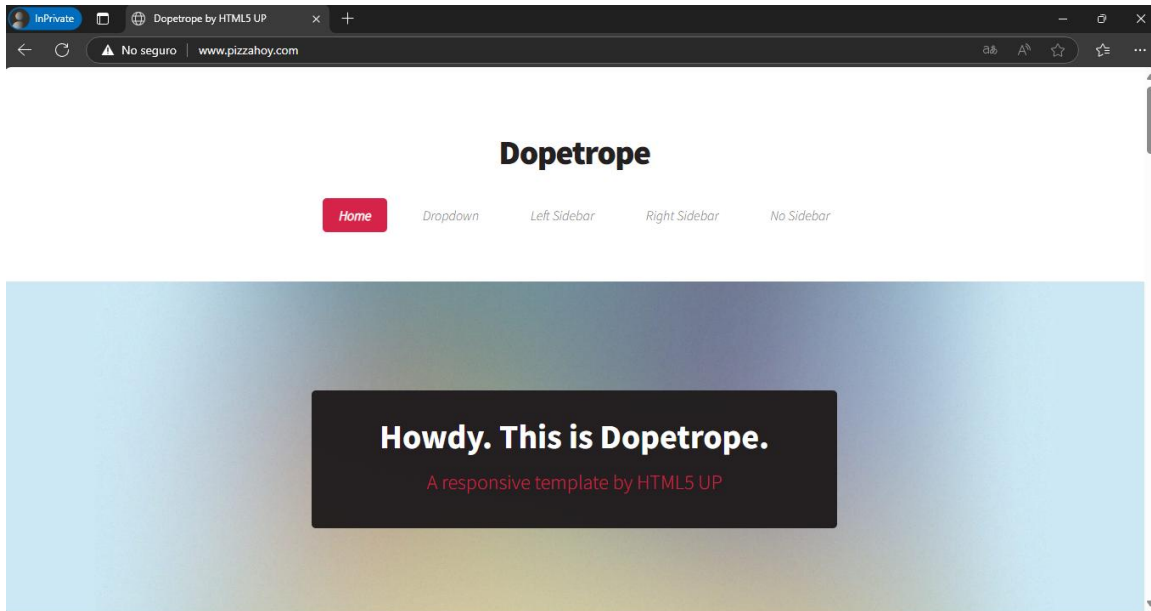 InPrivate
Dopetrope by HTML5 UP
No seguro | www.pizzahoy.com
Dopetrope
Home Dropdown Left Sidebar Right Sidebar No Sidebar
Howdy. This is Dopetrope.
A responsive template by HTML5 UP